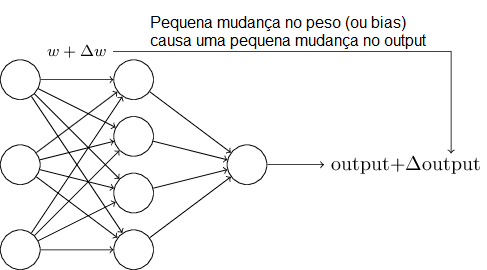 Pequena mudança no peso (ou bias)
causa uma pequena mudança no output
w + Δw
output+Δoutput